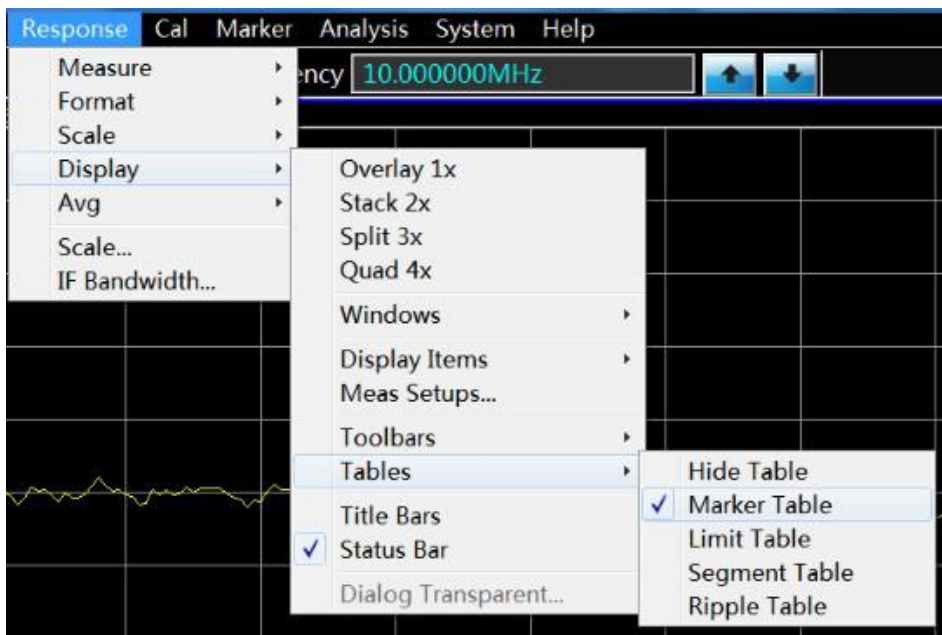 Response Cal Marker Analysis System Help
ency 10.000000MHz
Measure
Format
Scale
Display
Avg
Scale...
IF Bandwidth...
Overlay 1x
Stack 2x
Split 3x
Quad 4x
Windows
Display Items
Meas Setups...
Toolbars
Tables
Title Bars
Status Bar
Dialog Transparent...
Hide Table
Marker Table
Limit Table
Segment Table
Ripple Table